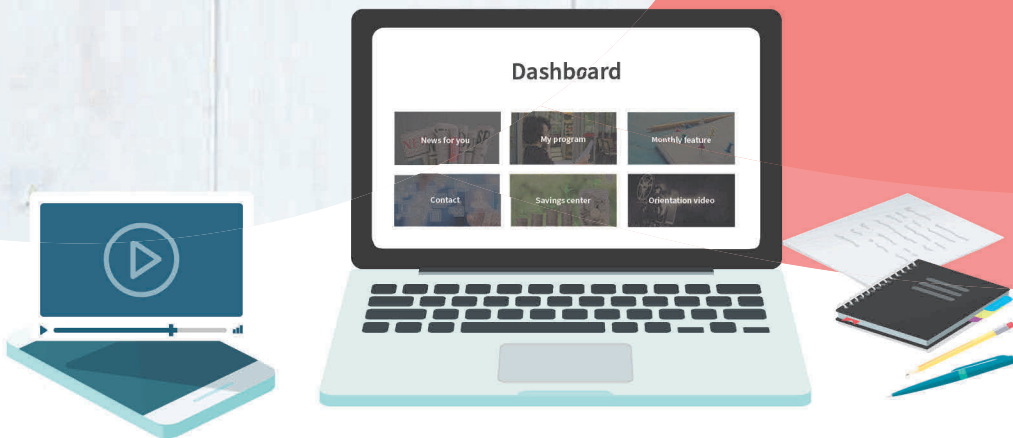 Dashboard
News for you
My program
Monthly feature
Contact
Savings center
Orientation video